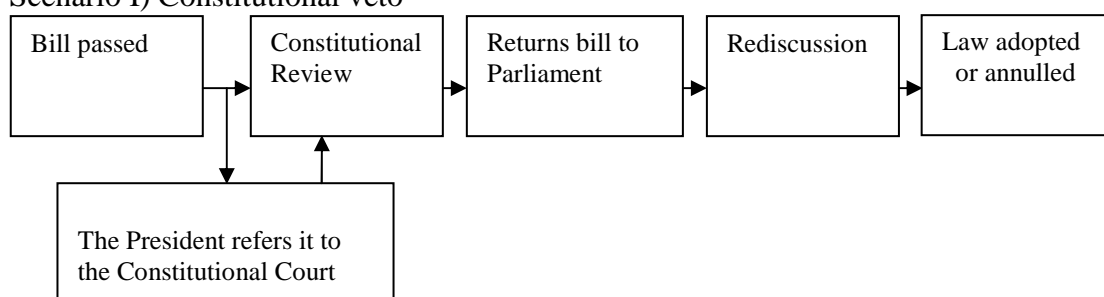 Scenario I) Constitutional veto
Bill passed
Constitutional
Review
Returns bill to
Parliament
Rediscussion
Law adopted
or annulled
The President refers it to
the Constitutional Court